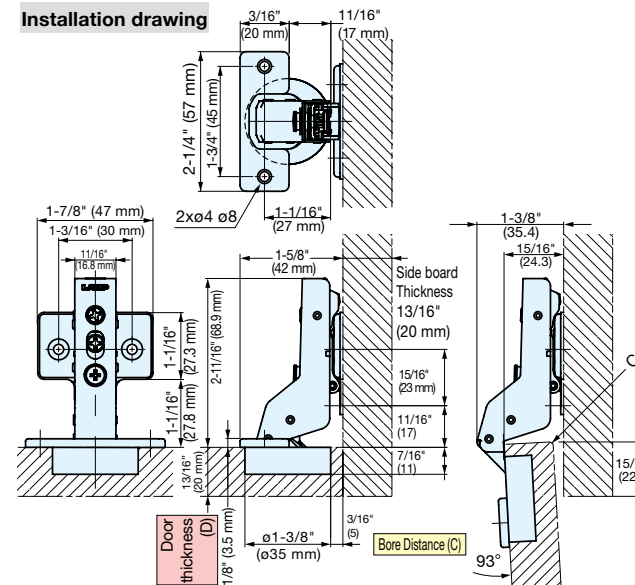 Installation drawing
3/16"
(20 mm)
11/16"
(17 mm)
2-1/4" (57 mm)
1-3/4" (45 mm)
2xø4 ø8
1-1/16"
(27 mm)
1-7/8" (47 mm)
1-3/16" (30 mm)
11/16"
(16.8 mm)
LAMP
1-1/16"
(27.3 mm)
1-1/16"
(27.8 mm)
1-5/8"
(42 mm)
Side board
Thickness
13/16"
(20 mm)
2-11/16" (68.9 mm)
15/16"
(23 mm)
11/16"
(17)
7/16"
(11)
13/16"
(20 mm)
Door
thickness
(D)
1/8" (3.5 mm)
ø1-3/8"
(ø35 mm)
3/16"
(5)
Bore Distance (C)
1-3/8"
(35.4)
15/16"
(24.3)
93°